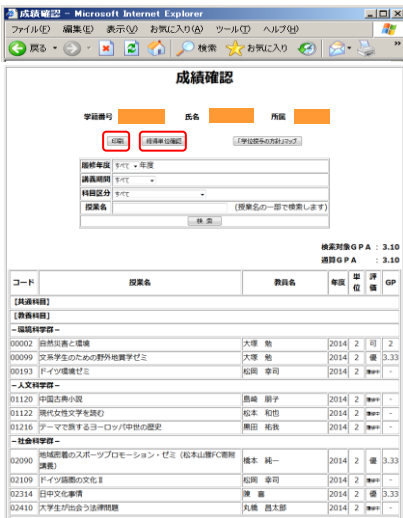 成績確認 - Microsoft Internet Explorer
ファイル(F) 編集(E) 表示(V) お気に入り(A) ツール(T) ヘルプ(H)
戻る 検索 お気に入り
成績確認
学籍番号 氏名 所属
印刷 修得単位確認 「学位授与の方針」マップ
履修年度 すべて 年度
講義期間 すべて
科目区分 すべて
授業名 (授業名の一部で検索します)
検 索
検索対象GPA : 3.10
通算GPA : 3.10
コード 授業名 教員名 年度 単位 評価 GP
【共通科目】
【教養科目】
－環境科学群－
00002 自然災害と環境 大塚 勉 2014 2 可 2
00099 文系学生のための野外地質学ゼミ 大塚 勉 2014 2 優 3.33
00193 ドイツ環境ゼミ 松岡 幸司 2014 2 履修中 -
－人文科学群－
01120 中国古典小説 2014 2 履修中 -
01122 現代女性文学を読む 松本 和也 2014 2 履修中 -
01216 テーマで旅するヨーロッパ中世の歴史 黒田 祐我 2014 2 履修中 -
－社会科学群－
02090 地域密着のスポーツプロモーション・ゼミ（松本山雅FC寄附講義） 橋本 純一 2014 2 優 3.33
02109 ドイツ語圏の文化Ⅱ 松岡 幸司 2014 2 履修中 -
02314 日中文化事情 陳 2014 2 優 3.33
02410 大学生が出会う法律問題 丸橋 昌太郎 2014 2 履修中 -